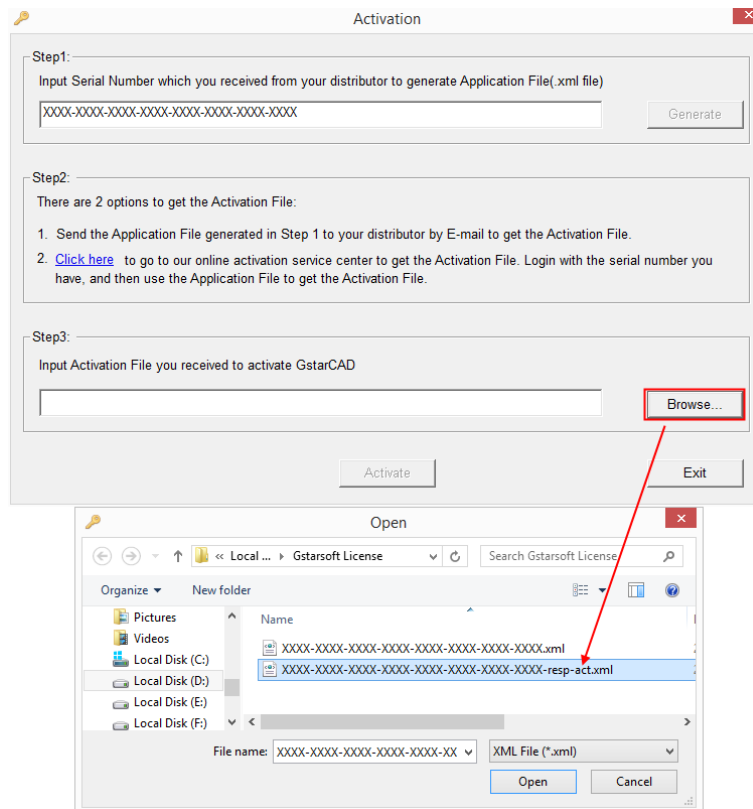 Activation
Step1:
Input Serial Number which you received from your distributor to generate Application File(.xml file)
XXXX-XXXX-XXXX-XXXX-XXXX-XXXX-XXXX-XXXX
Generate
Step2:
There are 2 options to get the Activation File:
1. Send the Application File generated in Step 1 to your distributor by E-mail to get the Activation File.
2. Click here to go to our online activation service center to get the Activation File. Login with the serial number you
have, and then use the Application File to get the Activation File.
Step3:
Input Activation File you received to activate GstarCAD
Browse...
Activate
Exit
Open
« Local ... Gstarsoft License
Search Gstarsoft License
Organize
New folder
Pictures
Videos
Local Disk (C:)
Local Disk (D:)
Local Disk (E:)
Local Disk (F:)
Name
XXXX-XXXX-XXXX-XXXX-XXXX-XXXX-XXXX-XXXX.xml
XXXX-XXXX-XXXX-XXXX-XXXX-XXXX-XXXX-XXXX-resp-act.xml
File name:
XXXX-XXXX-XXXX-XXXX-XXXX-XXXX-XX
XML File (*.xml)
Open
Cancel